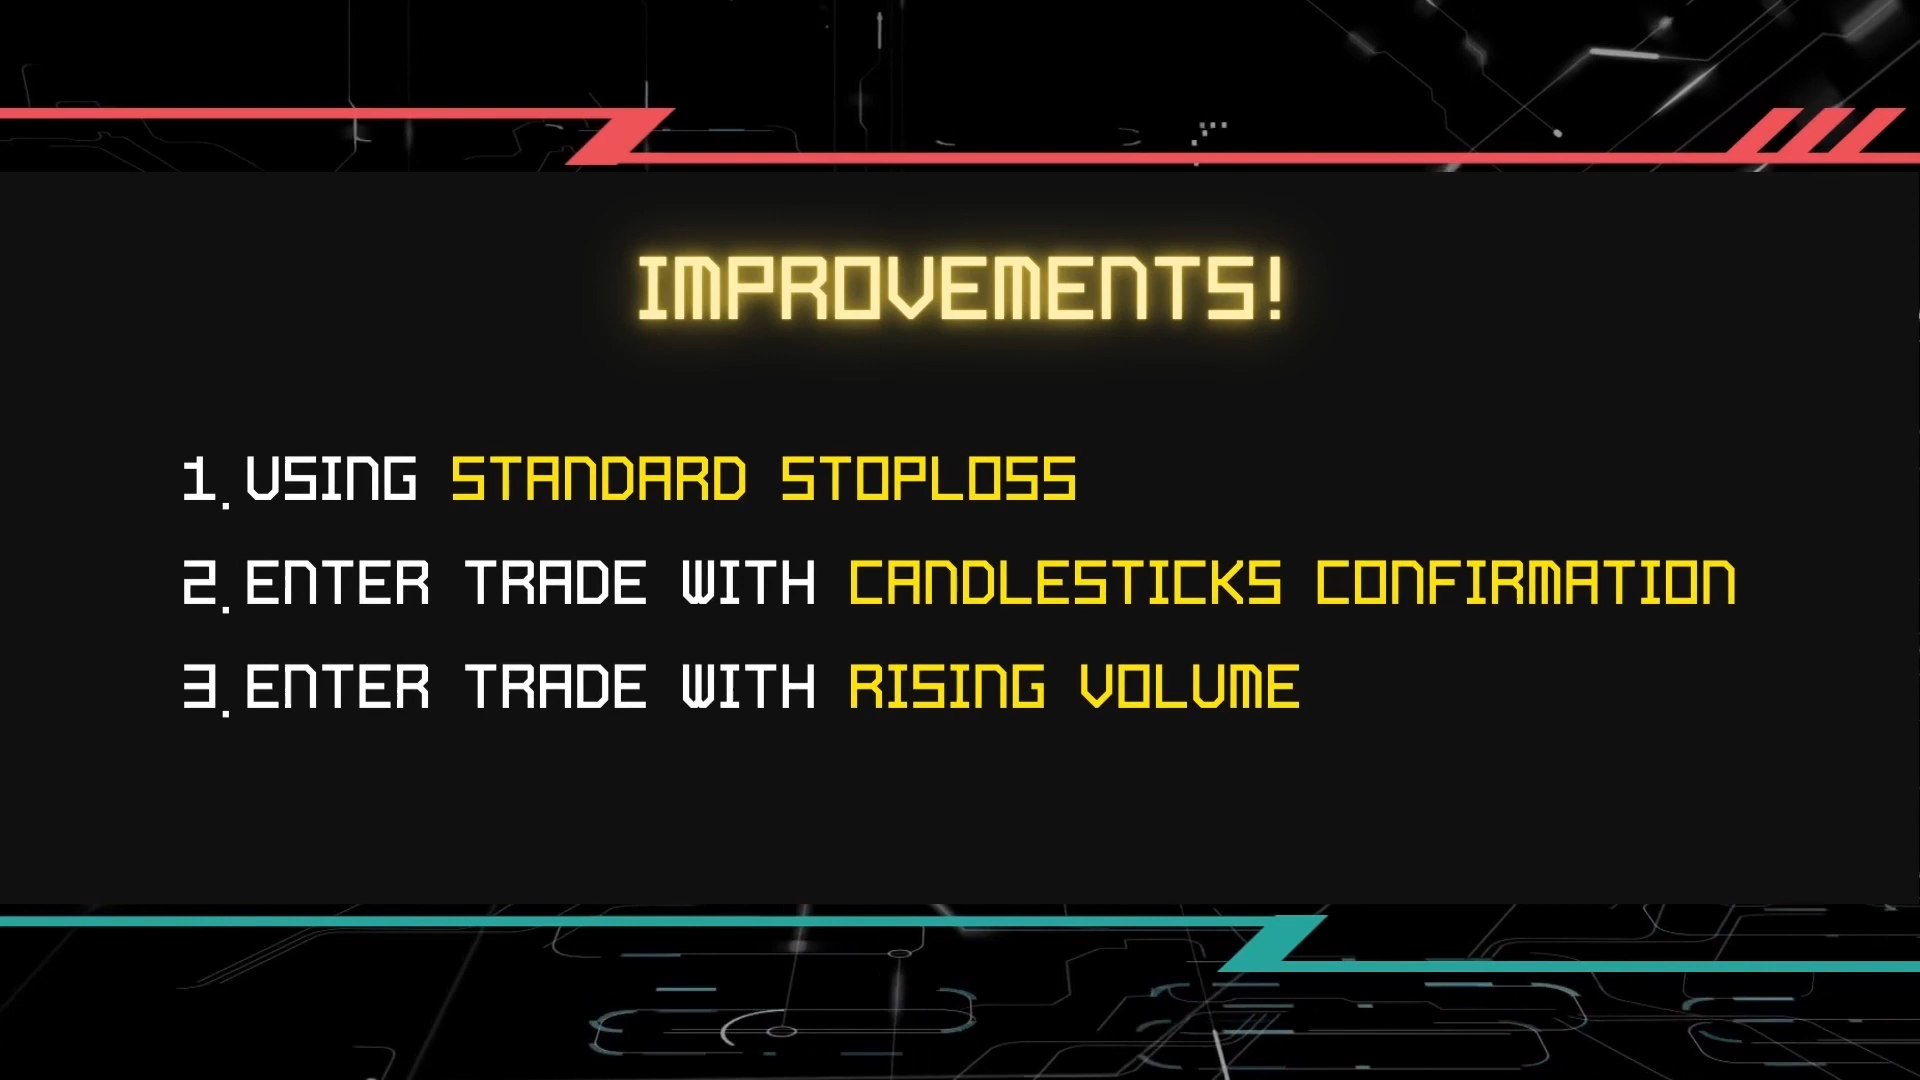 IMPROVEMENTS!
1. USING STANDARD STOPLOSS
2. ENTER TRADE WITH CANDLESTICKS CONFIRMATION
3. ENTER TRADE WITH RISING VOLUME